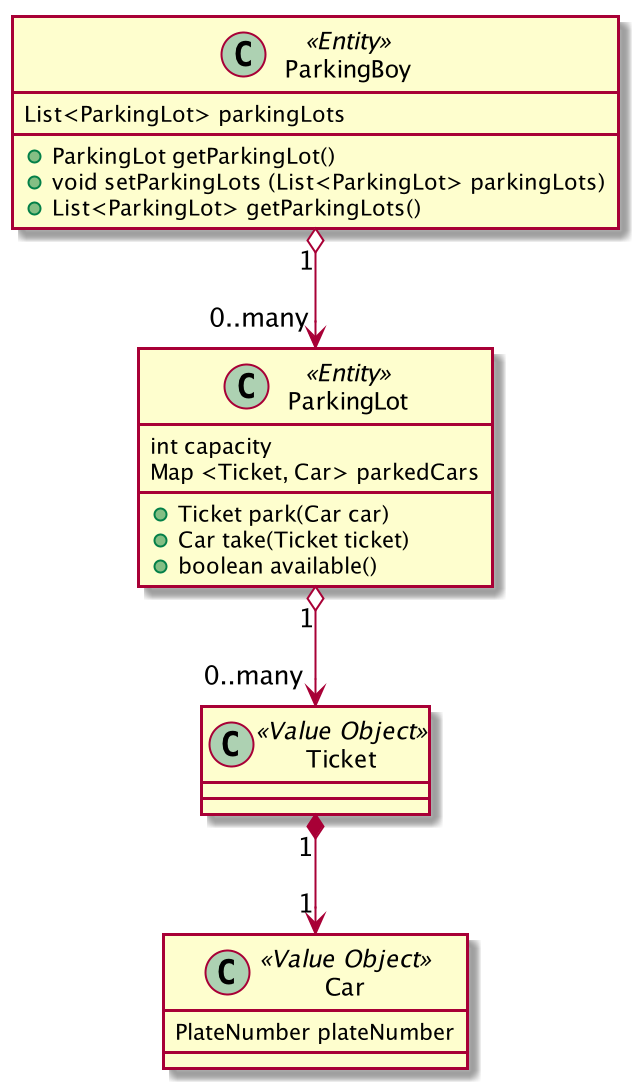 C
«Entity»
ParkingBoy
List<ParkingLot> parkingLots
ParkingLot getParkingLot()
void setParkingLots (List<ParkingLot> parkingLots)
List<ParkingLot> getParkingLots()
1
0..many
C
«Entity»
ParkingLot
int capacity
Map <Ticket, Car> parkedCars
Ticket park(Car car)
Car take(Ticket ticket)
boolean available()
1
0..many
C
«Value Object»
Ticket
1
1
C
«Value Object»
Car
PlateNumber plateNumber